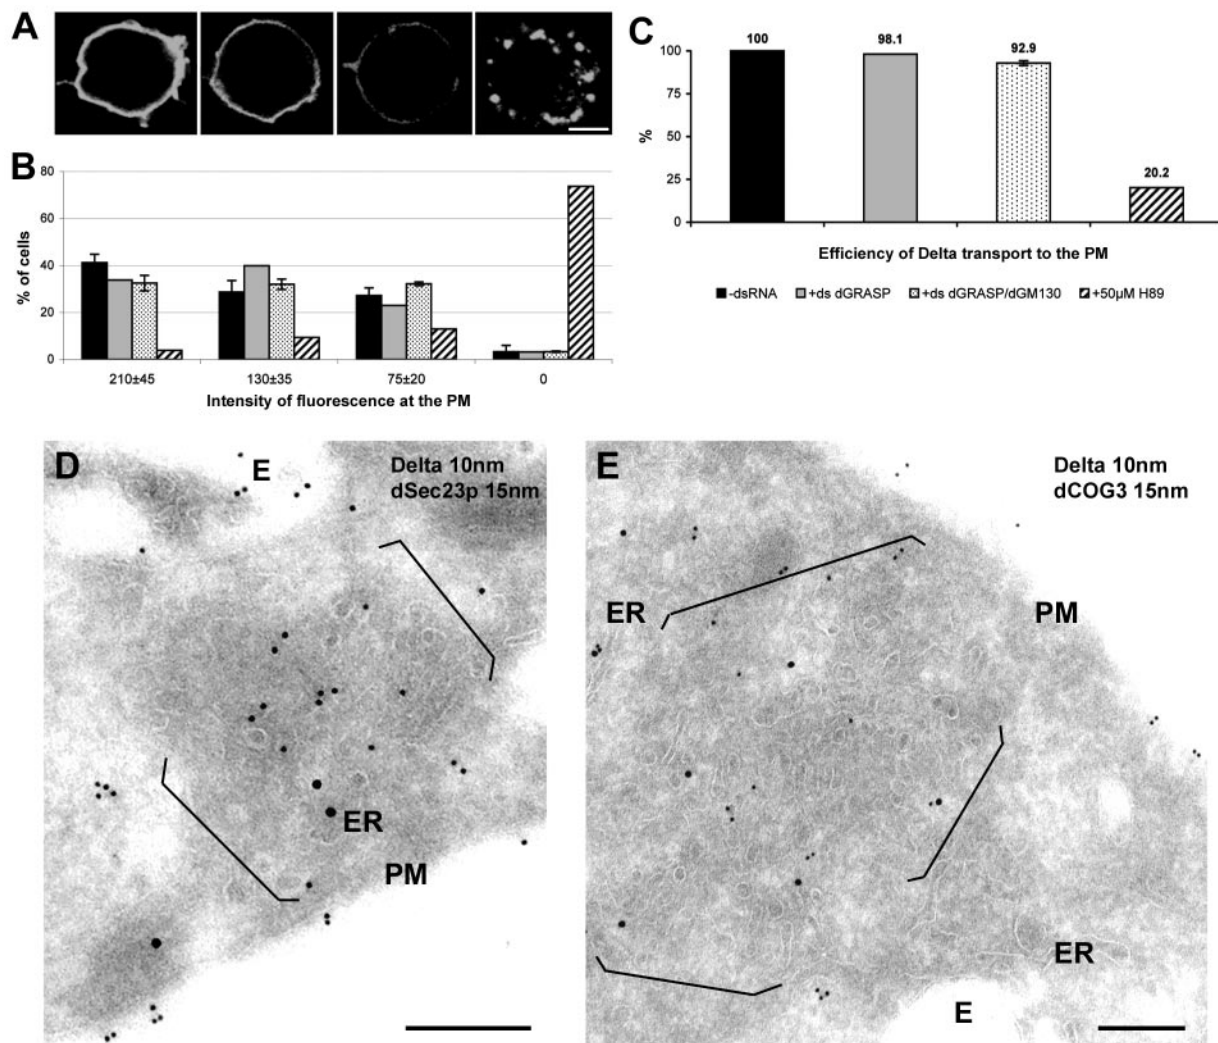 A
B
80
60
40
20
0
% of cells
210±45
130±35
75±20
0
Intensity of fluorescence at the PM
C
100
75
50
25
0
%
100
98.1
92.9
20.2
Efficiency of Delta transport to the PM
-dsRNA
+ds dGRASP
+ds dGRASP/dGM130
+50µM H89
D
E
Delta 10nm
dSec23p 15nm
ER
PM
E
Delta 10nm
dCOG3 15nm
ER
PM
ER
E